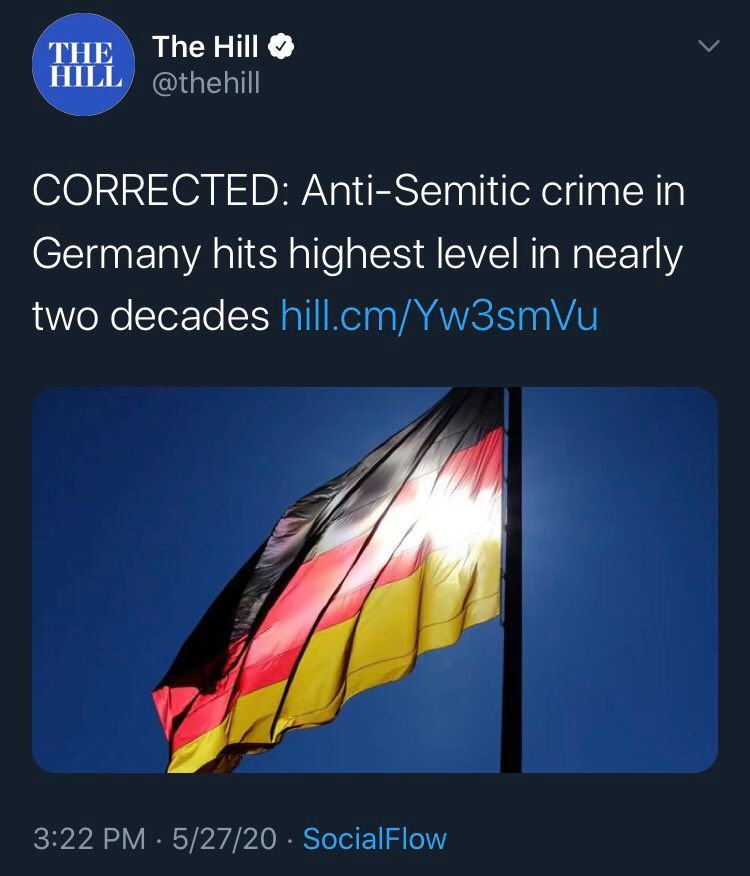 THE
HILL
The Hill
@thehill
CORRECTED: Anti-Semitic crime in
Germany hits highest level in nearly
two decades hill.cm/Yw3smVu
3:22 PM · 5/27/20 · SocialFlow